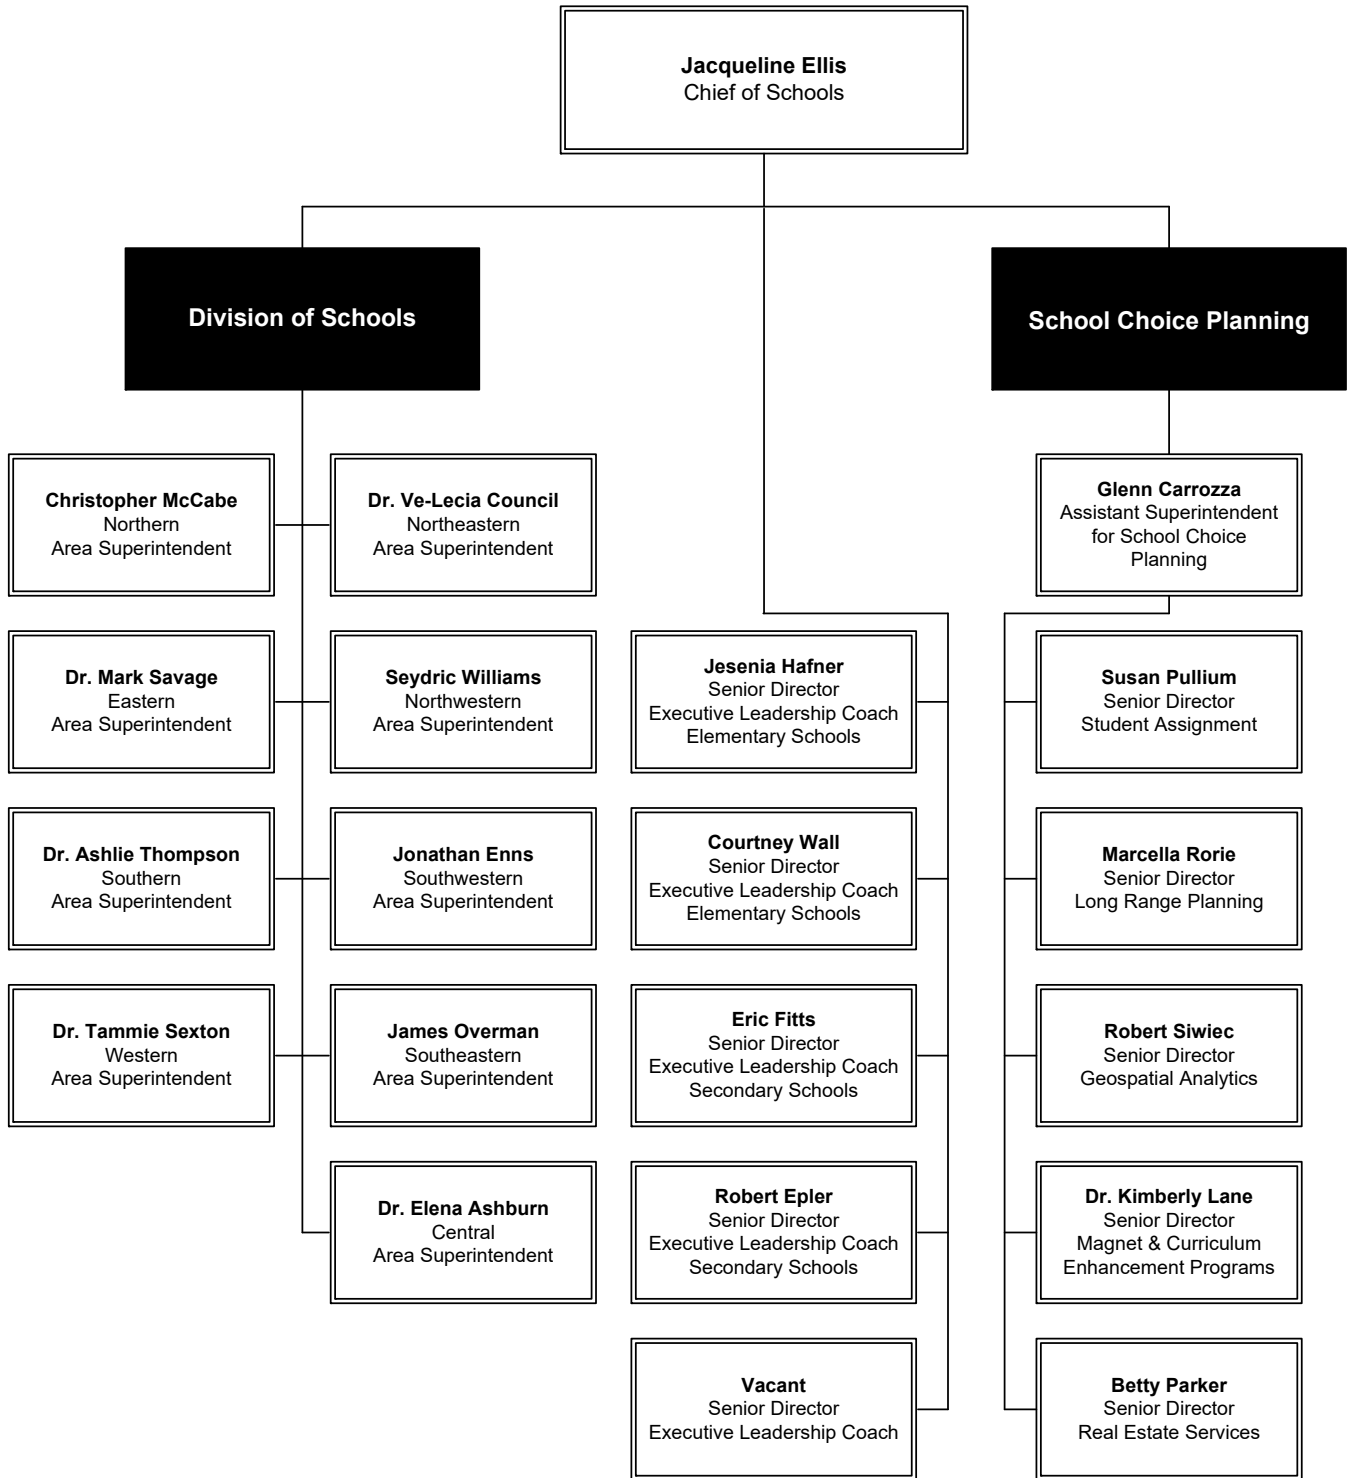 Jacqueline Ellis
Chief of Schools
Division of Schools
School Choice Planning
Christopher McCabe
Northern
Area Superintendent
Dr. Ve-Lecia Council
Northeastern
Area Superintendent
Dr. Mark Savage
Eastern
Area Superintendent
Seydric Williams
Northwestern
Area Superintendent
Dr. Ashlie Thompson
Southern
Area Superintendent
Jonathan Enns
Southwestern
Area Superintendent
Dr. Tammie Sexton
Western
Area Superintendent
James Overman
Southeastern
Area Superintendent
Dr. Elena Ashburn
Central
Area Superintendent
Jesenia Hafner
Senior Director
Executive Leadership Coach
Elementary Schools
Courtney Wall
Senior Director
Executive Leadership Coach
Elementary Schools
Eric Fitts
Senior Director
Executive Leadership Coach
Secondary Schools
Robert Epler
Senior Director
Executive Leadership Coach
Secondary Schools
Vacant
Senior Director
Executive Leadership Coach
Glenn Carrozza
Assistant Superintendent
for School Choice
Planning
Susan Pullium
Senior Director
Student Assignment
Marcella Rorie
Senior Director
Long Range Planning
Robert Siwiec
Senior Director
Geospatial Analytics
Dr. Kimberly Lane
Senior Director
Magnet & Curriculum
Enhancement Programs
Betty Parker
Senior Director
Real Estate Services